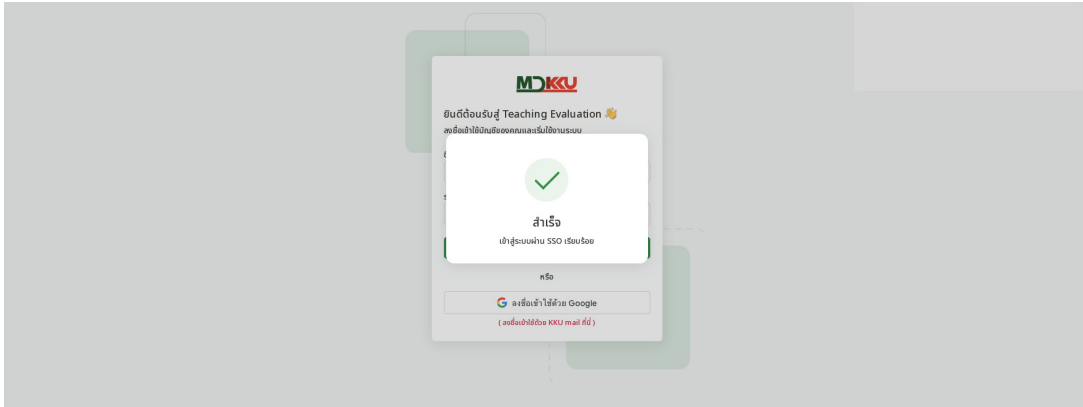 MDKKU
ยินดีต้อนรับสู่ Teaching Evaluation 👋
ลงชื่อเข้าใช้บัญชีของคุณและเริ่มใช้งานระบบ
สำเร็จ
เข้าสู่ระบบผ่าน SSO เรียบร้อย
หรือ
ลงชื่อเข้าใช้ด้วย Google
( ลงชื่อเข้าใช้ด้วย KKU mail ที่นี่ )